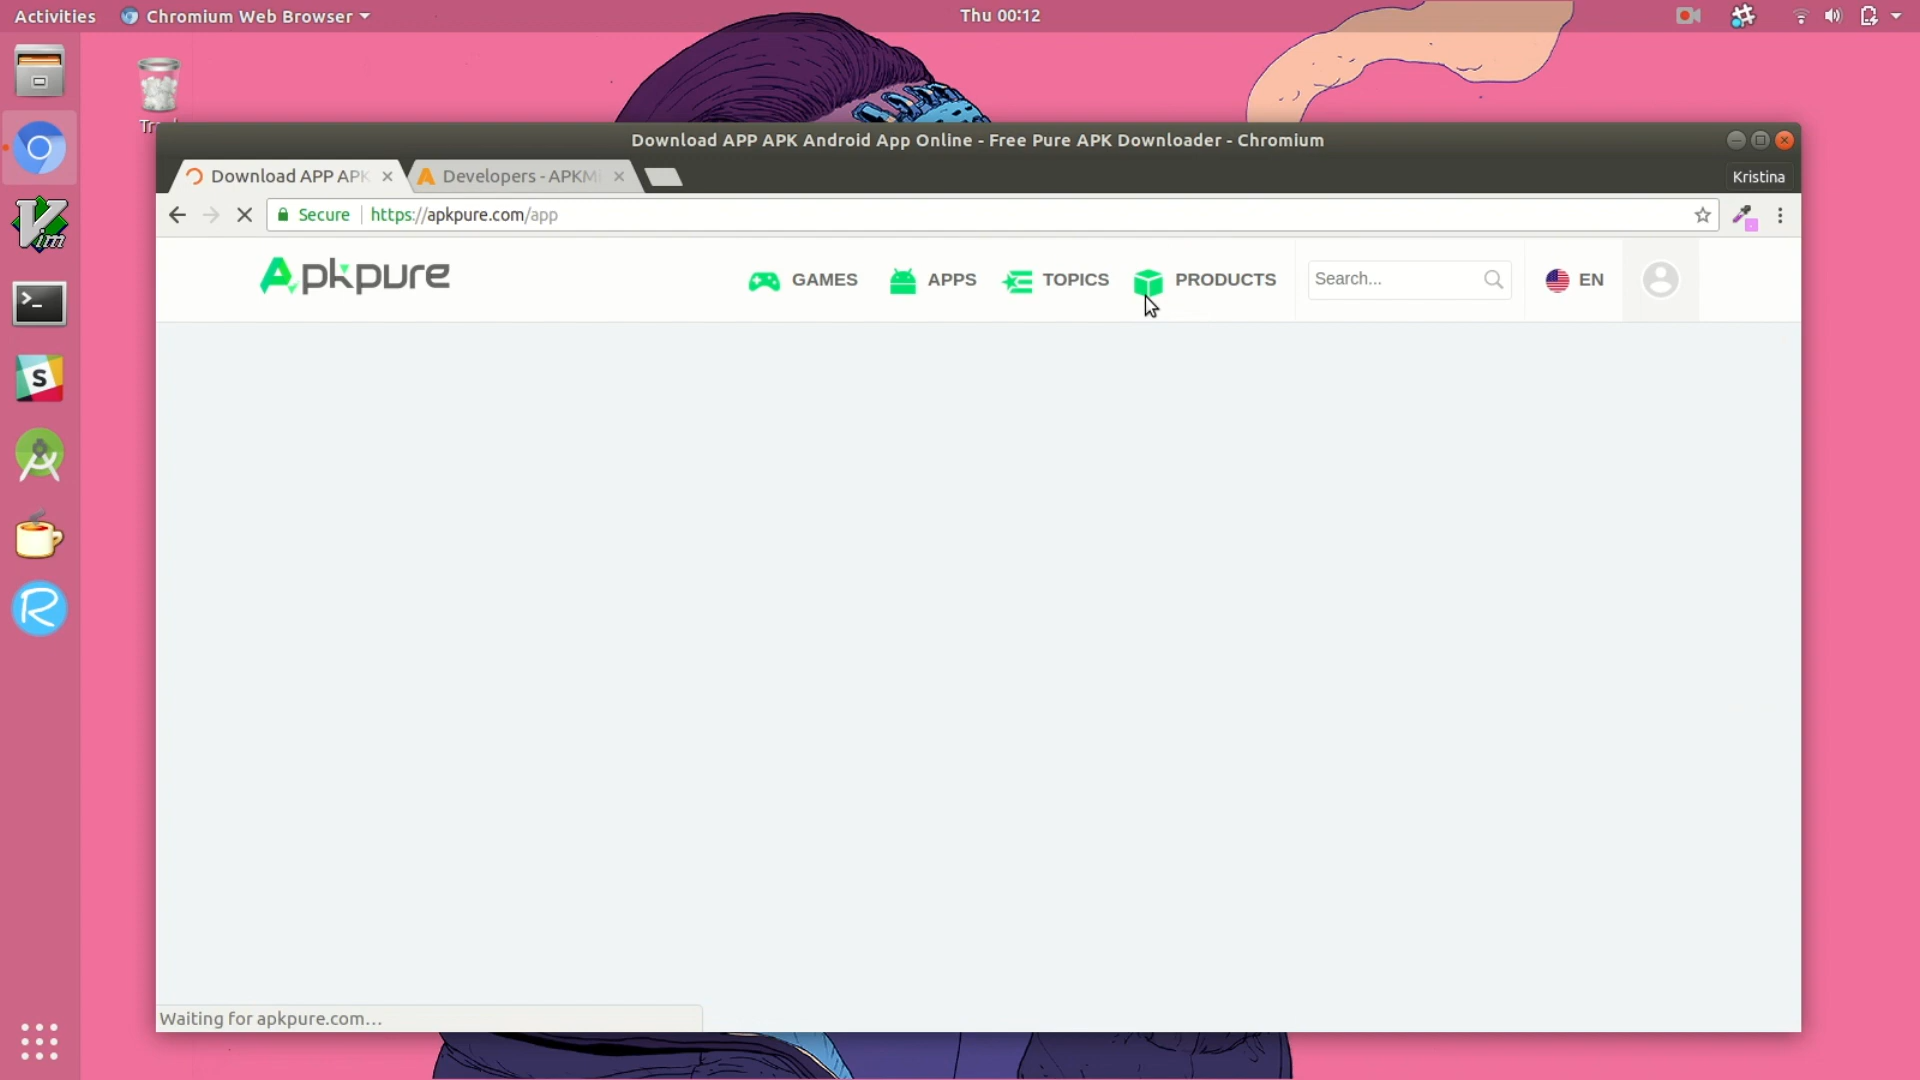 Activities Chromium Web Browser Thu 00:12
Download APP APK Android App Online - Free Pure APK Downloader - Chromium
Download APP APK Developers - APKMi Kristina
Secure https://apkpure.com/app
Apkpure GAMES APPS TOPICS PRODUCTS Search... EN
Vim
>_
S
R
Waiting for apkpure.com...